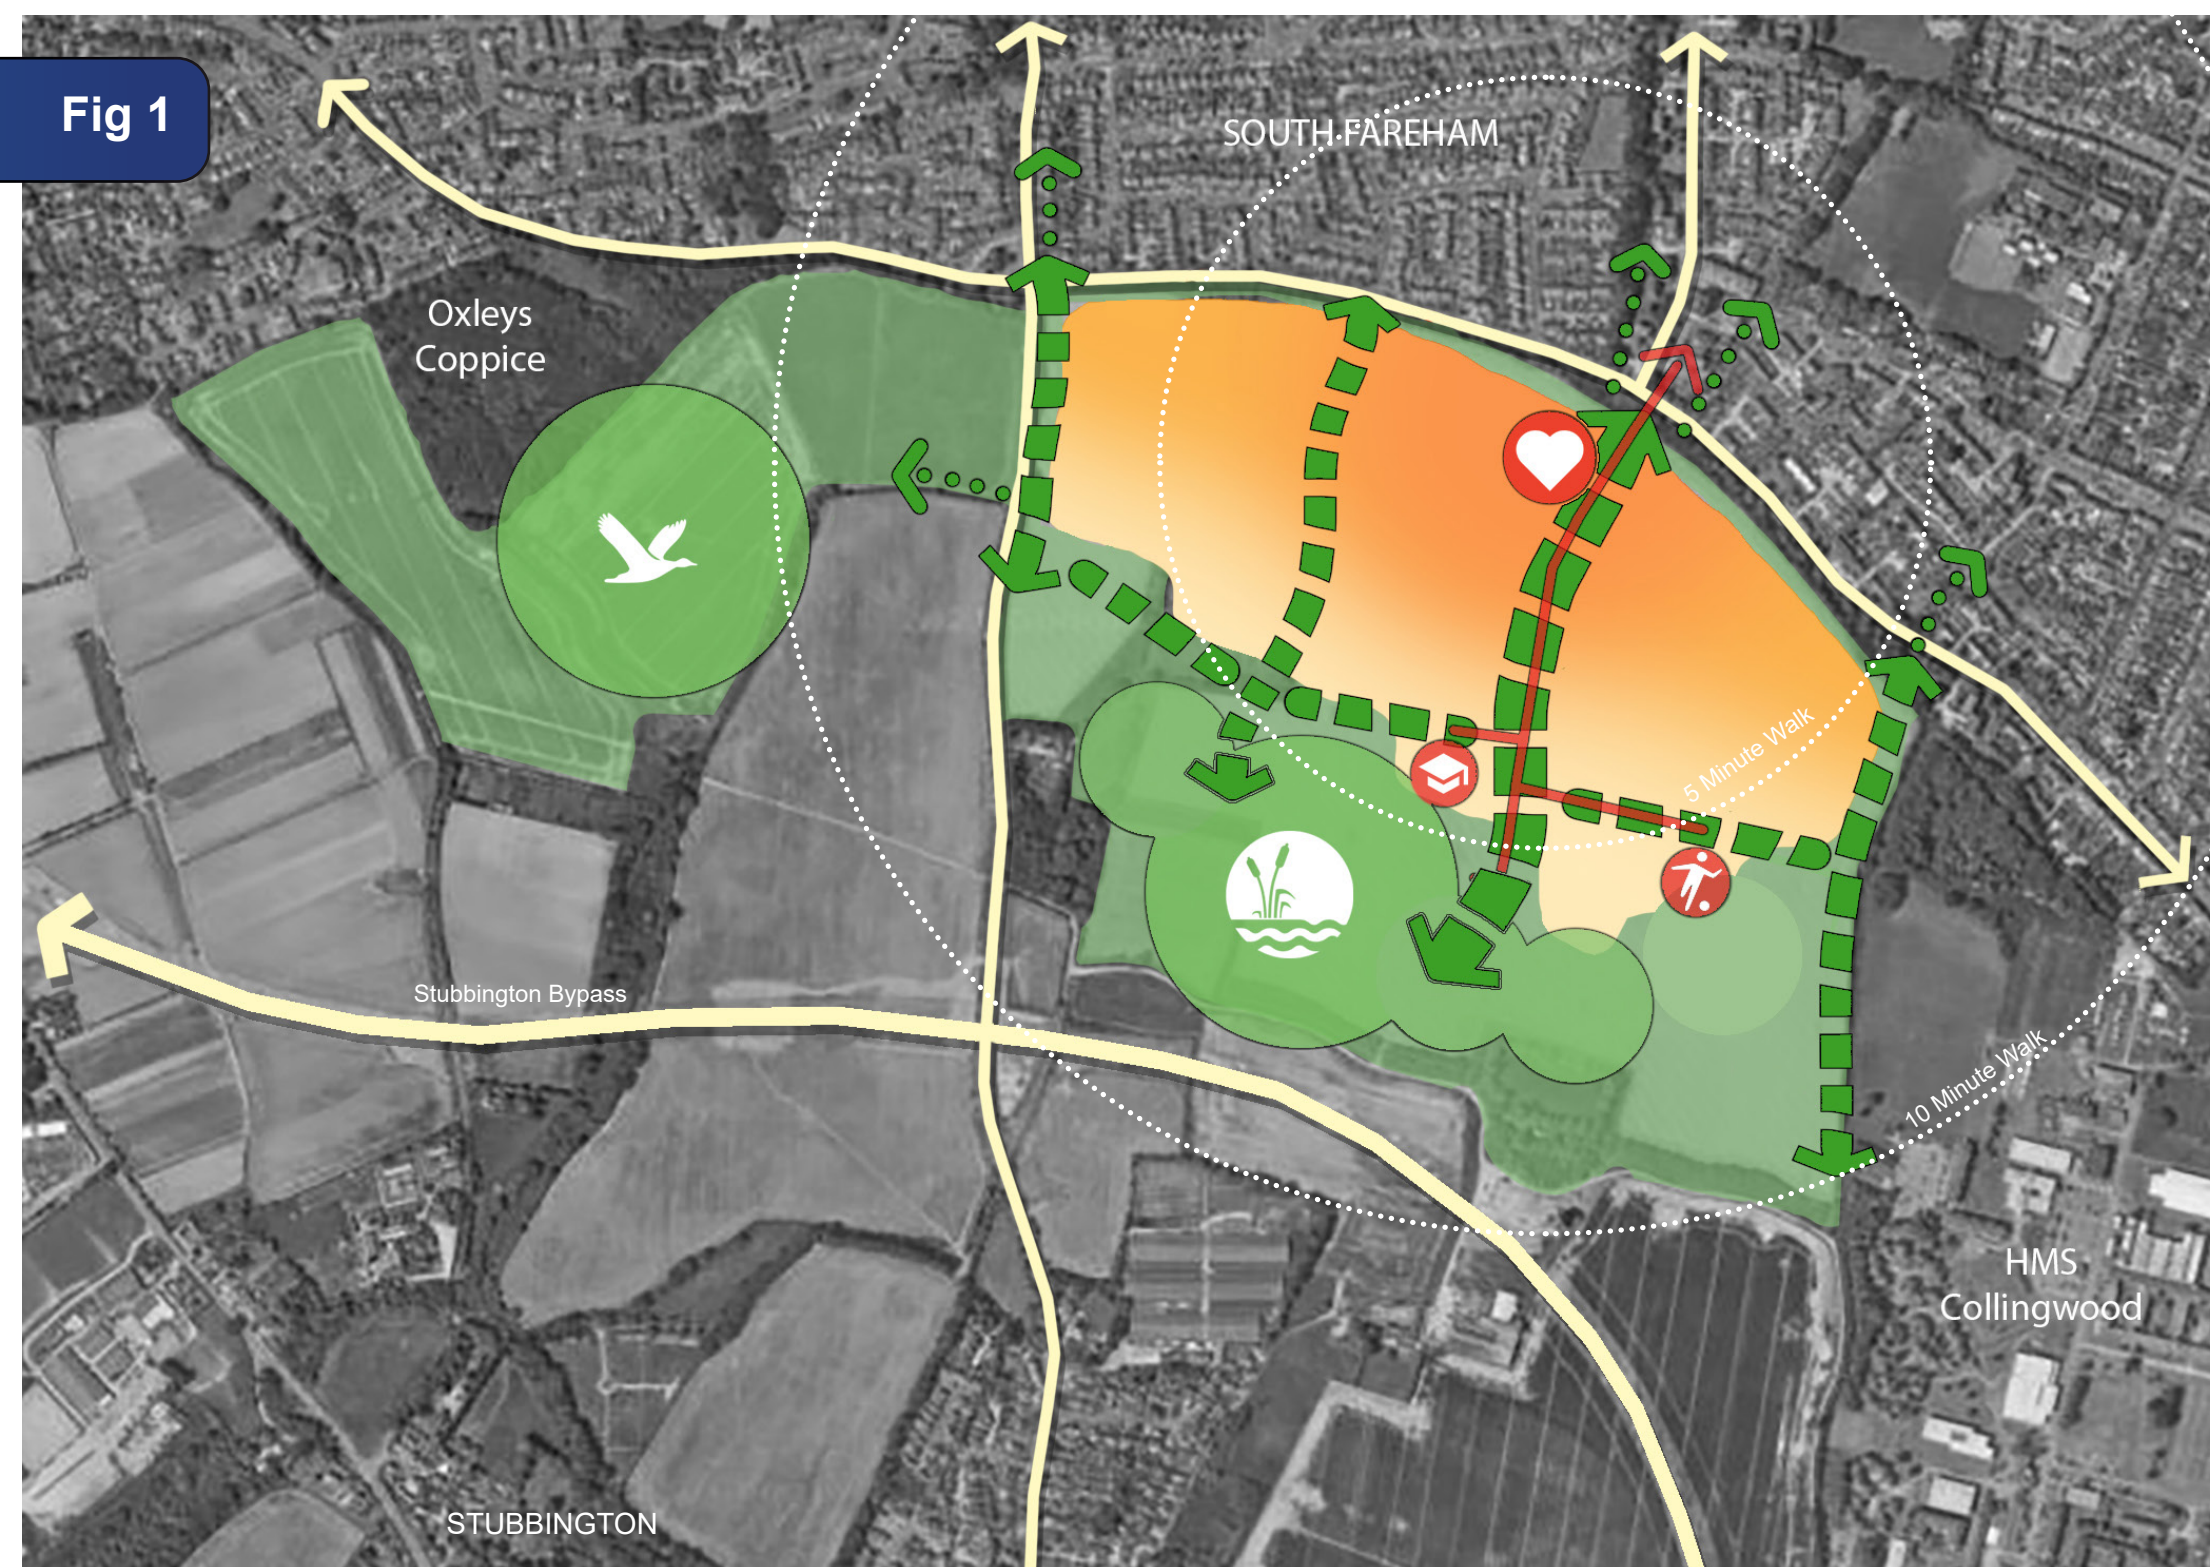 Fig 1
SOUTH FAREHAM
Oxleys
Coppice
5 Minute Walk
Stubbington Bypass
10 Minute Walk
HMS
Collingwood
STUBBINGTON